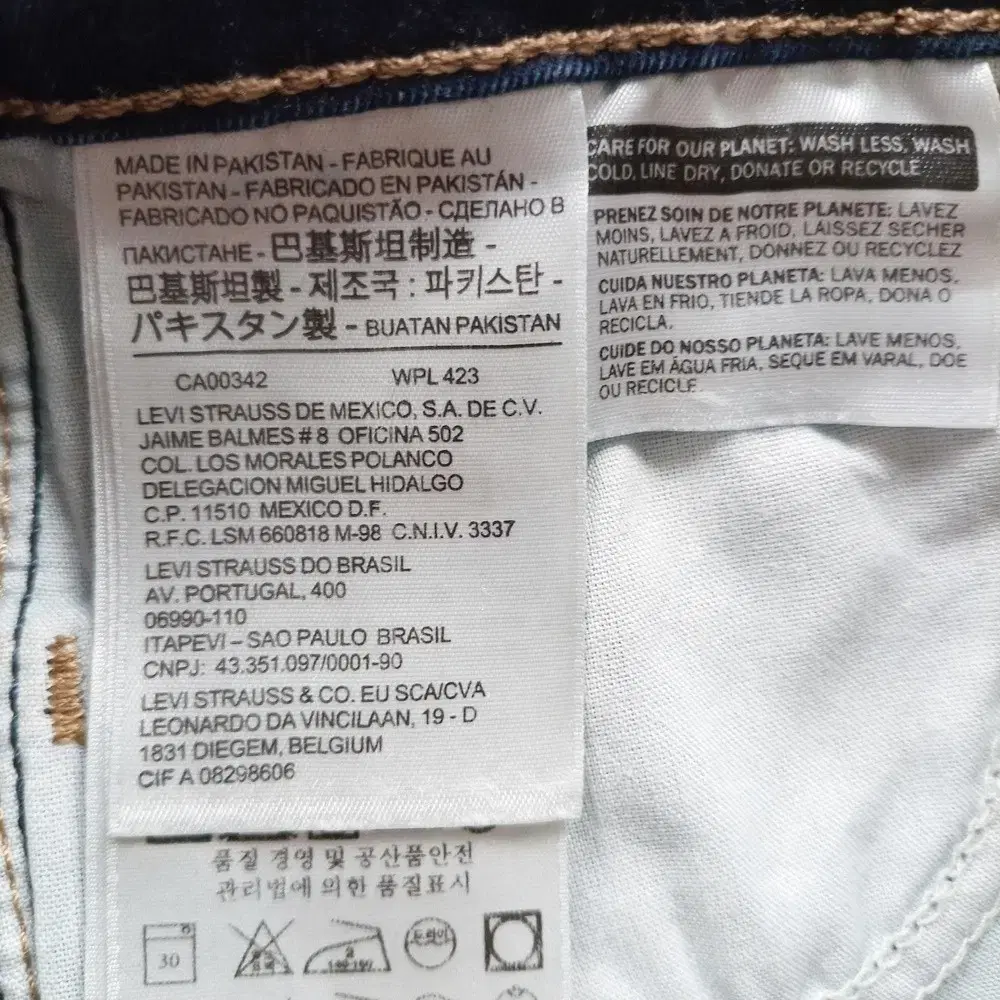 MADE IN PAKISTAN - FABRIQUE AU
PAKISTAN - FABRICADO EN PAKISTÁN -
FABRICADO NO PAQUISTÃO - СДЕЛАНО В
ПАКИСТАНЕ - 巴基斯坦制造 -
巴基斯坦製 - 제조국 : 파키스탄 -
パキスタン製 - BUATAN PAKISTAN
CA00342 WPL 423
LEVI STRAUSS DE MEXICO, S.A. DE C.V.
JAIME BALMES # 8 OFICINA 502
COL. LOS MORALES POLANCO
DELEGACION MIGUEL HIDALGO
C.P. 11510 MEXICO D.F.
R.F.C. LSM 660818 M-98 C.N.I.V. 3337
LEVI STRAUSS DO BRASIL
AV. PORTUGAL, 400
06990-110
ITAPEVI – SAO PAULO BRASIL
CNPJ: 43.351.097/0001-90
LEVI STRAUSS & CO. EU SCA/CVA
LEONARDO DA VINCILAAN, 19 - D
1831 DIEGEM, BELGIUM
CIF A 08298606
CARE FOR OUR PLANET: WASH LESS, WASH
COLD, LINE DRY, DONATE OR RECYCLE
PRENEZ SOIN DE NOTRE PLANETE: LAVEZ
MOINS, LAVEZ A FROID, LAISSEZ SECHER
NATURELLEMENT, DONNEZ OU RECYCLEZ
CUIDA NUESTRO PLANETA: LAVA MENOS,
LAVA EN FRIO, TIENDE LA ROPA, DONA O
RECICLA.
CUIDE DO NOSSO PLANETA: LAVE MENOS,
LAVE EM ÁGUA FRIA, SEQUE EM VARAL, DOE
OU RECICLE
품질 경영 및 공산품안전
관리법에 의한 품질표시
30
드라이